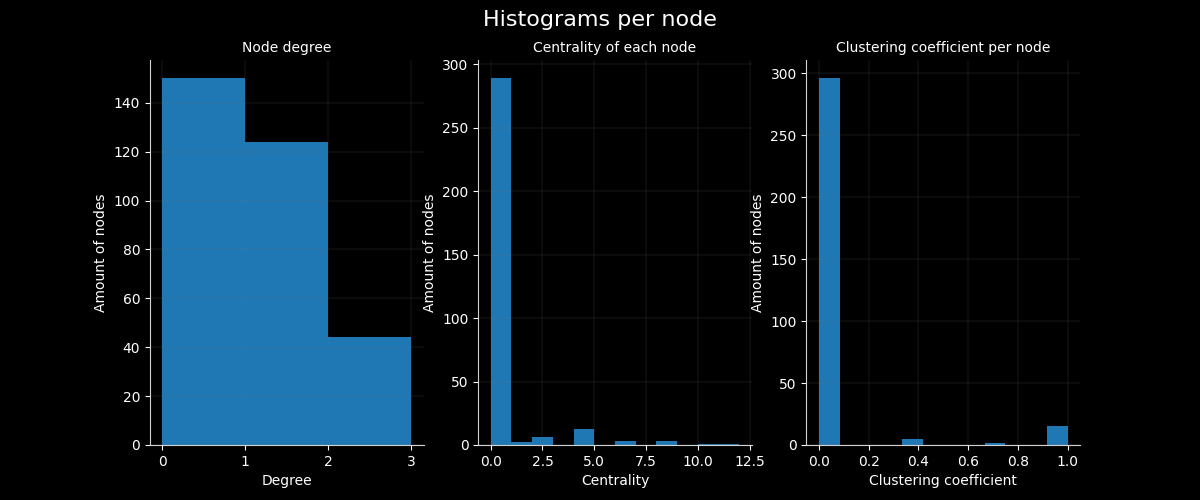 Histograms per node
Node degree
Centrality of each node
Clustering coefficient per node
Amount of nodes
140
120
100
80
60
40
20
0
0 1 2 3
Degree
Amount of nodes
300
250
200
150
100
50
0
0.0 2.5 5.0 7.5 10.0 12.5
Centrality
Amount of nodes
300
250
200
150
100
50
0
0.0 0.2 0.4 0.6 0.8 1.0
Clustering coefficient